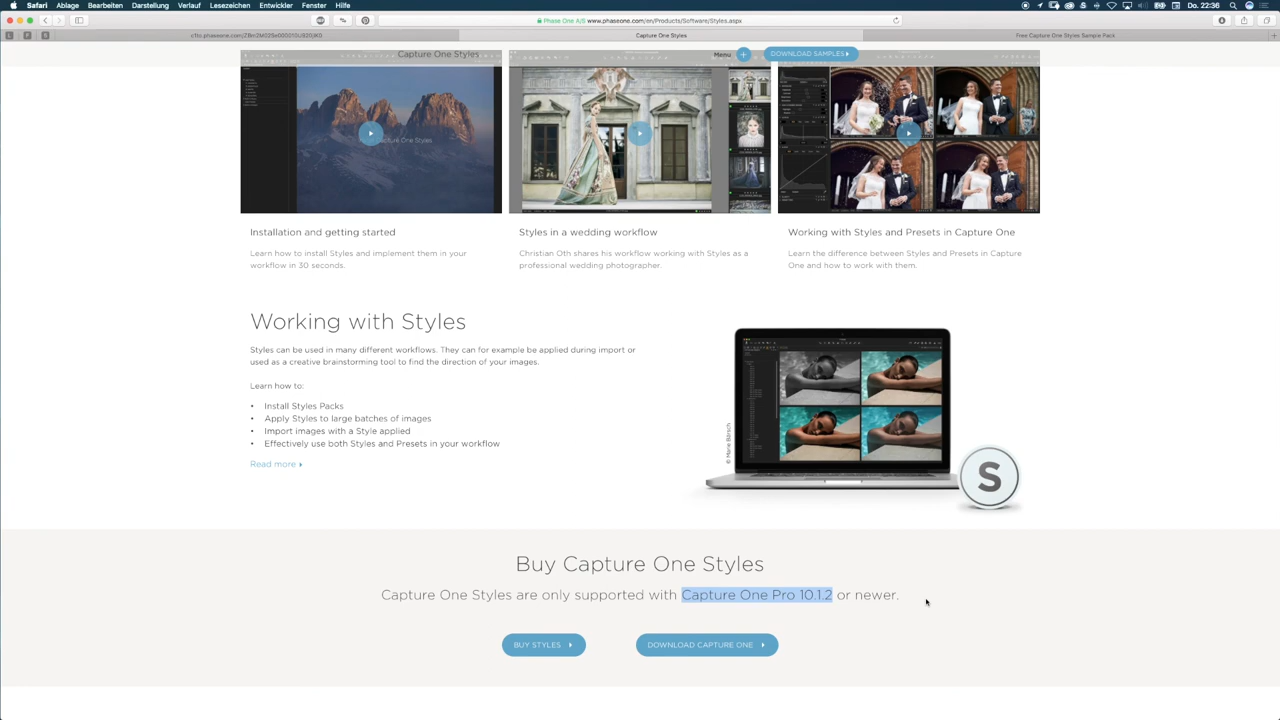 Safari Ablage Bearbeiten Darstellung Verlauf Lesezeichen Entwickler Fenster Hilfe
Do. 22:36
Phase One A/S www.phaseone.com/en/Products/Software/Styles.aspx
Capture One Styles
Free Capture One Styles Sample Pack
Capture One Styles
Menu +
DOWNLOAD SAMPLES
Capture One Styles
Installation and getting started
Learn how to install Styles and implement them in your
workflow in 30 seconds.
Styles in a wedding workflow
Christian Oth shares his workflow working with Styles as a
professional wedding photographer.
Working with Styles and Presets in Capture One
Learn the difference between Styles and Presets in Capture
One and how to work with them.
Working with Styles
Styles can be used in many different workflows. They can for example be applied during import or
used as a creative brainstorming tool to find the direction of your images.
Learn how to:
• Install Styles Packs
• Apply Styles to large batches of images
• Import images with a Style applied
• Effectively use both Styles and Presets in your workflow
Read more
S
Buy Capture One Styles
Capture One Styles are only supported with Capture One Pro 10.1.2 or newer.
BUY STYLES
DOWNLOAD CAPTURE ONE